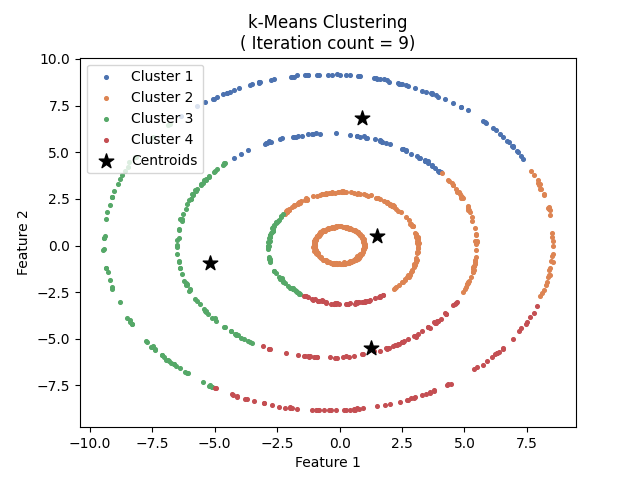 k-Means Clustering
( Iteration count = 9)
Cluster 1
Cluster 2
Cluster 3
Cluster 4
Centroids
Feature 2
10.0
7.5
5.0
2.5
0.0
−2.5
−5.0
−7.5
−10.0 −7.5 −5.0 −2.5 0.0 2.5 5.0 7.5
Feature 1